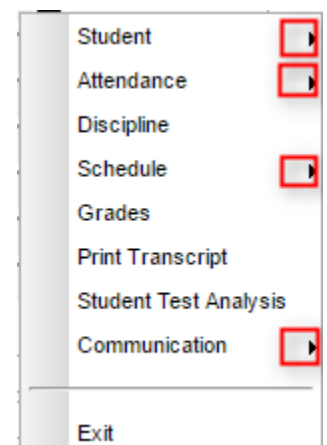 Student
Attendance
Discipline
Schedule
Grades
Print Transcript
Student Test Analysis
Communication
Exit